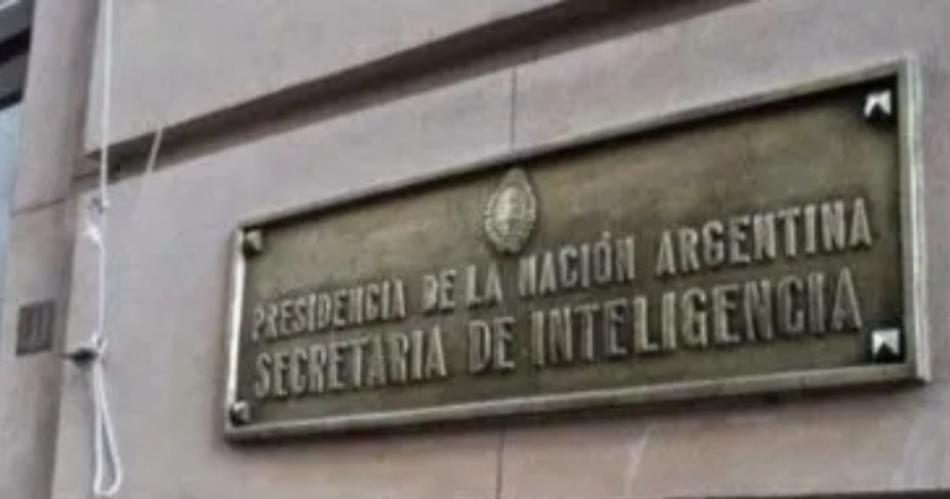 PRESIDENCIA DE LA NACIÓN ARGENTINA
SECRETARIA DE INTELIGENCIA